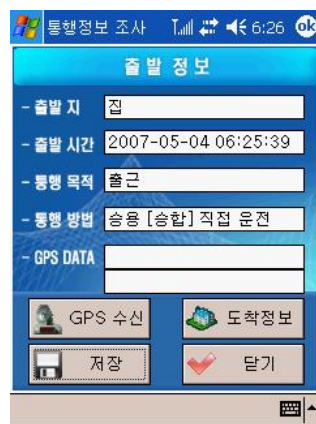 통행정보 조사 6:26 ok
출발 정보
- 출발 지 집
- 출발 시간 2007-05-04 06:25:39
- 통행 목적 출근
- 통행 방법 승용 [승합] 직접 운전
- GPS DATA
GPS 수신 도착정보
저장 닫기